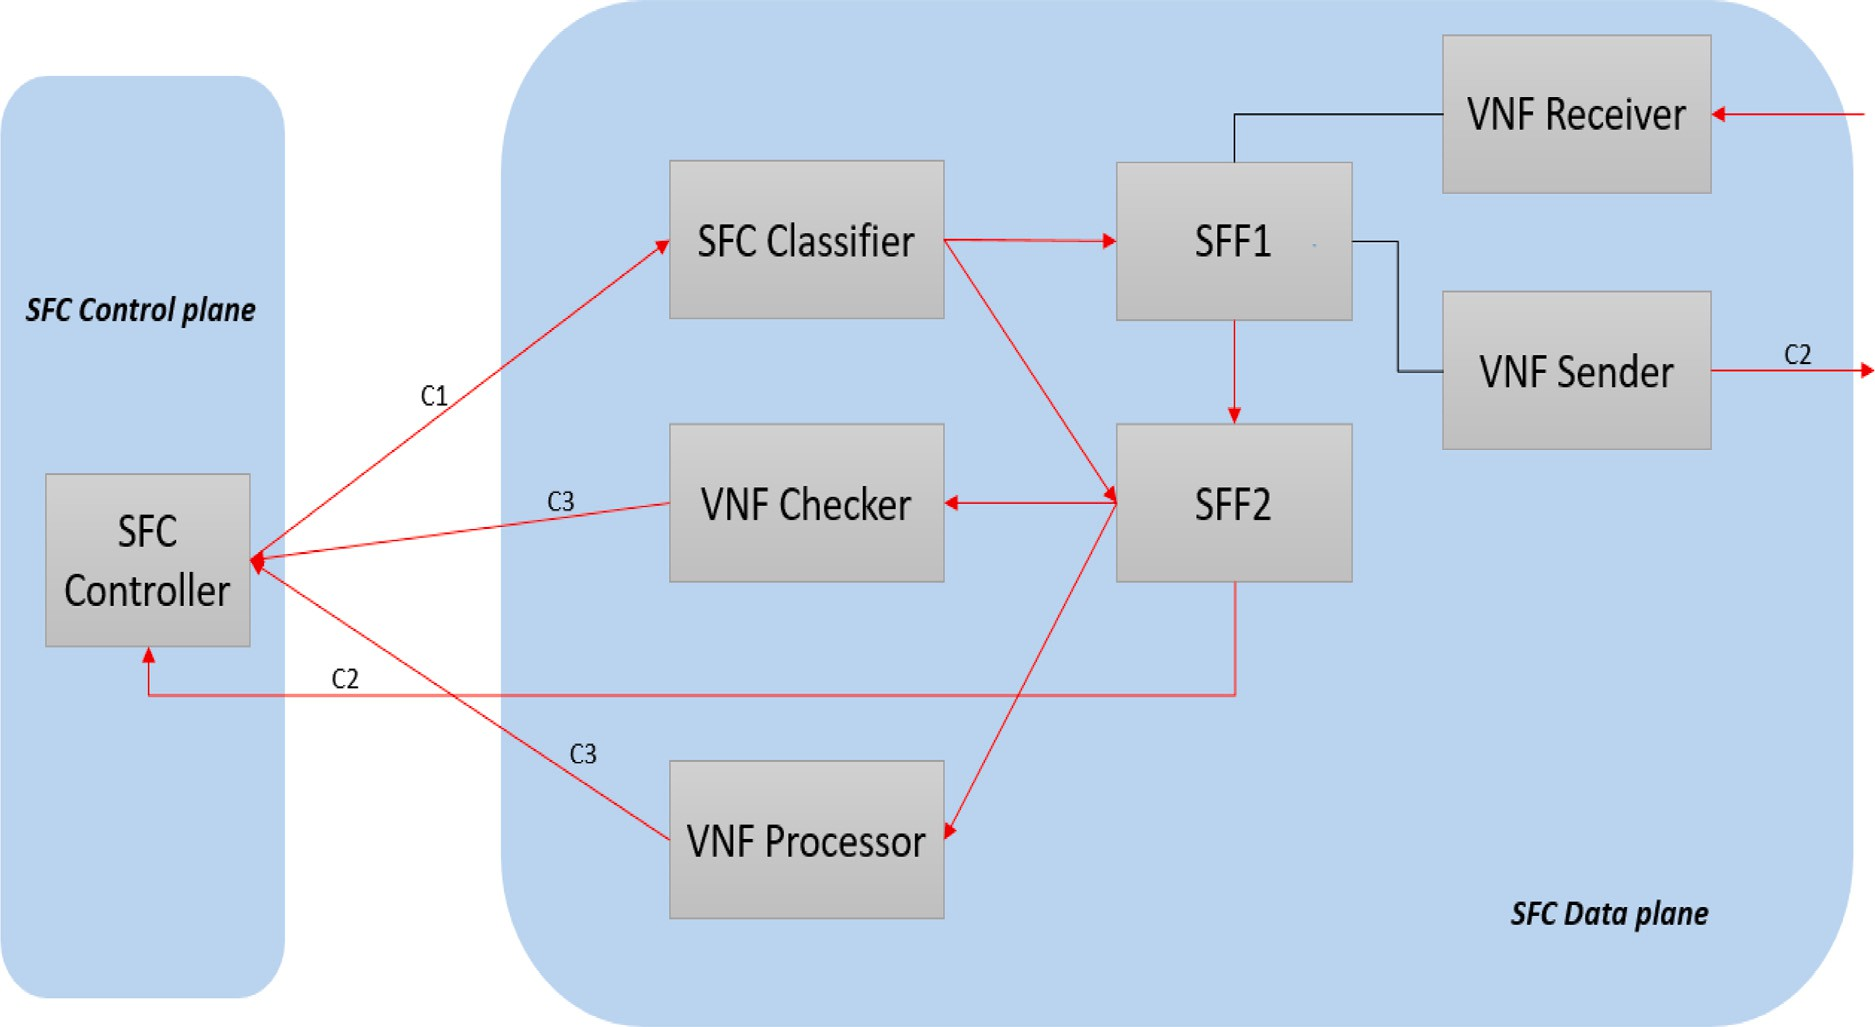 SFC Control plane
SFC
Controller
C1
C3
C2
C3
SFC Classifier
VNF Checker
VNF Processor
SFF1
SFF2
VNF Receiver
VNF Sender
C2
SFC Data plane